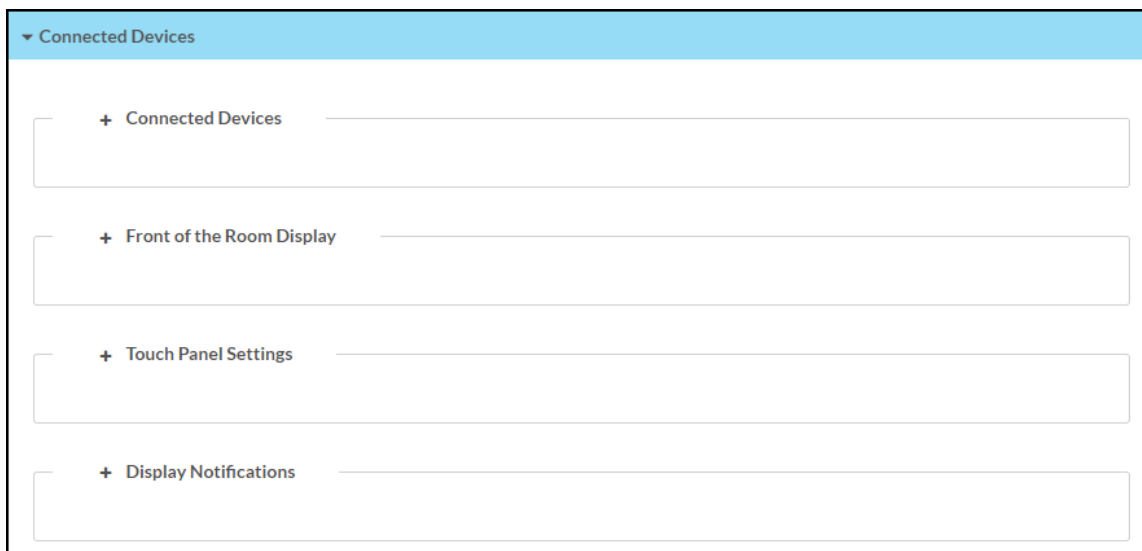 Connected Devices
+ Connected Devices
+ Front of the Room Display
+ Touch Panel Settings
+ Display Notifications